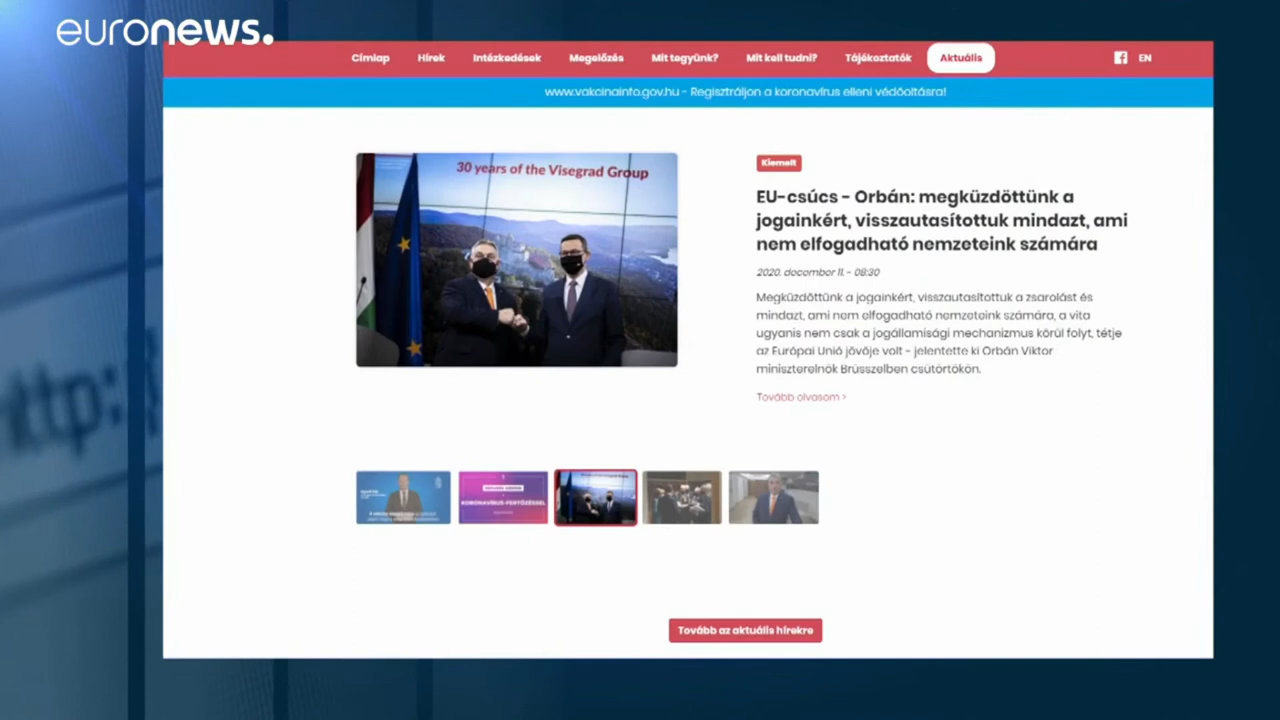 euronews.
Címlap Hírek Intézkedések Megelőzés Mit tegyünk? Mit kell tudni? Tájékoztatók Aktuális EN
www.vakcinainfo.gov.hu - Regisztráljon a koronavírus elleni védőoltásra!
30 years of the Visegrad Group
Kiemelt
EU-csúcs - Orbán: megküzdöttünk a
jogainkért, visszautasítottuk mindazt, ami
nem elfogadható nemzeteink számára
2020. december 11. - 08:30
Megküzdöttünk a jogainkért, visszautasítottuk a zsarolást és
mindazt, ami nem elfogadható nemzeteink számára, a vita
ugyanis nem csak a jogállamisági mechanizmus körül folyt, tétje
az Európai Unió jövője volt - jelentette ki Orbán Viktor
miniszterelnök Brüsszelben csütörtökön.
Tovább olvasom >
http:
KORONAVÍRUS-FERTŐZÉSSEL
Tovább az aktuális hírekre